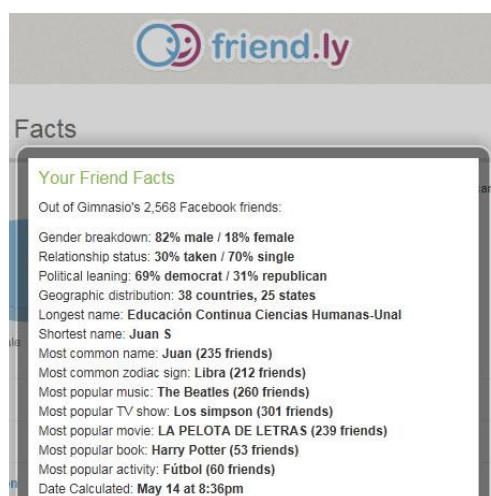 friend.ly
Facts
Your Friend Facts
Out of Gimnasio's 2,568 Facebook friends:
Gender breakdown: 82% male / 18% female
Relationship status: 30% taken / 70% single
Political leaning: 69% democrat / 31% republican
Geographic distribution: 38 countries, 25 states
Longest name: Educación Continua Ciencias Humanas-Unal
Shortest name: Juan S
Most common name: Juan (235 friends)
Most common zodiac sign: Libra (212 friends)
Most popular music: The Beatles (260 friends)
Most popular TV show: Los simpson (301 friends)
Most popular movie: LA PELOTA DE LETRAS (239 friends)
Most popular book: Harry Potter (53 friends)
Most popular activity: Fútbol (60 friends)
Date Calculated: May 14 at 8:36pm